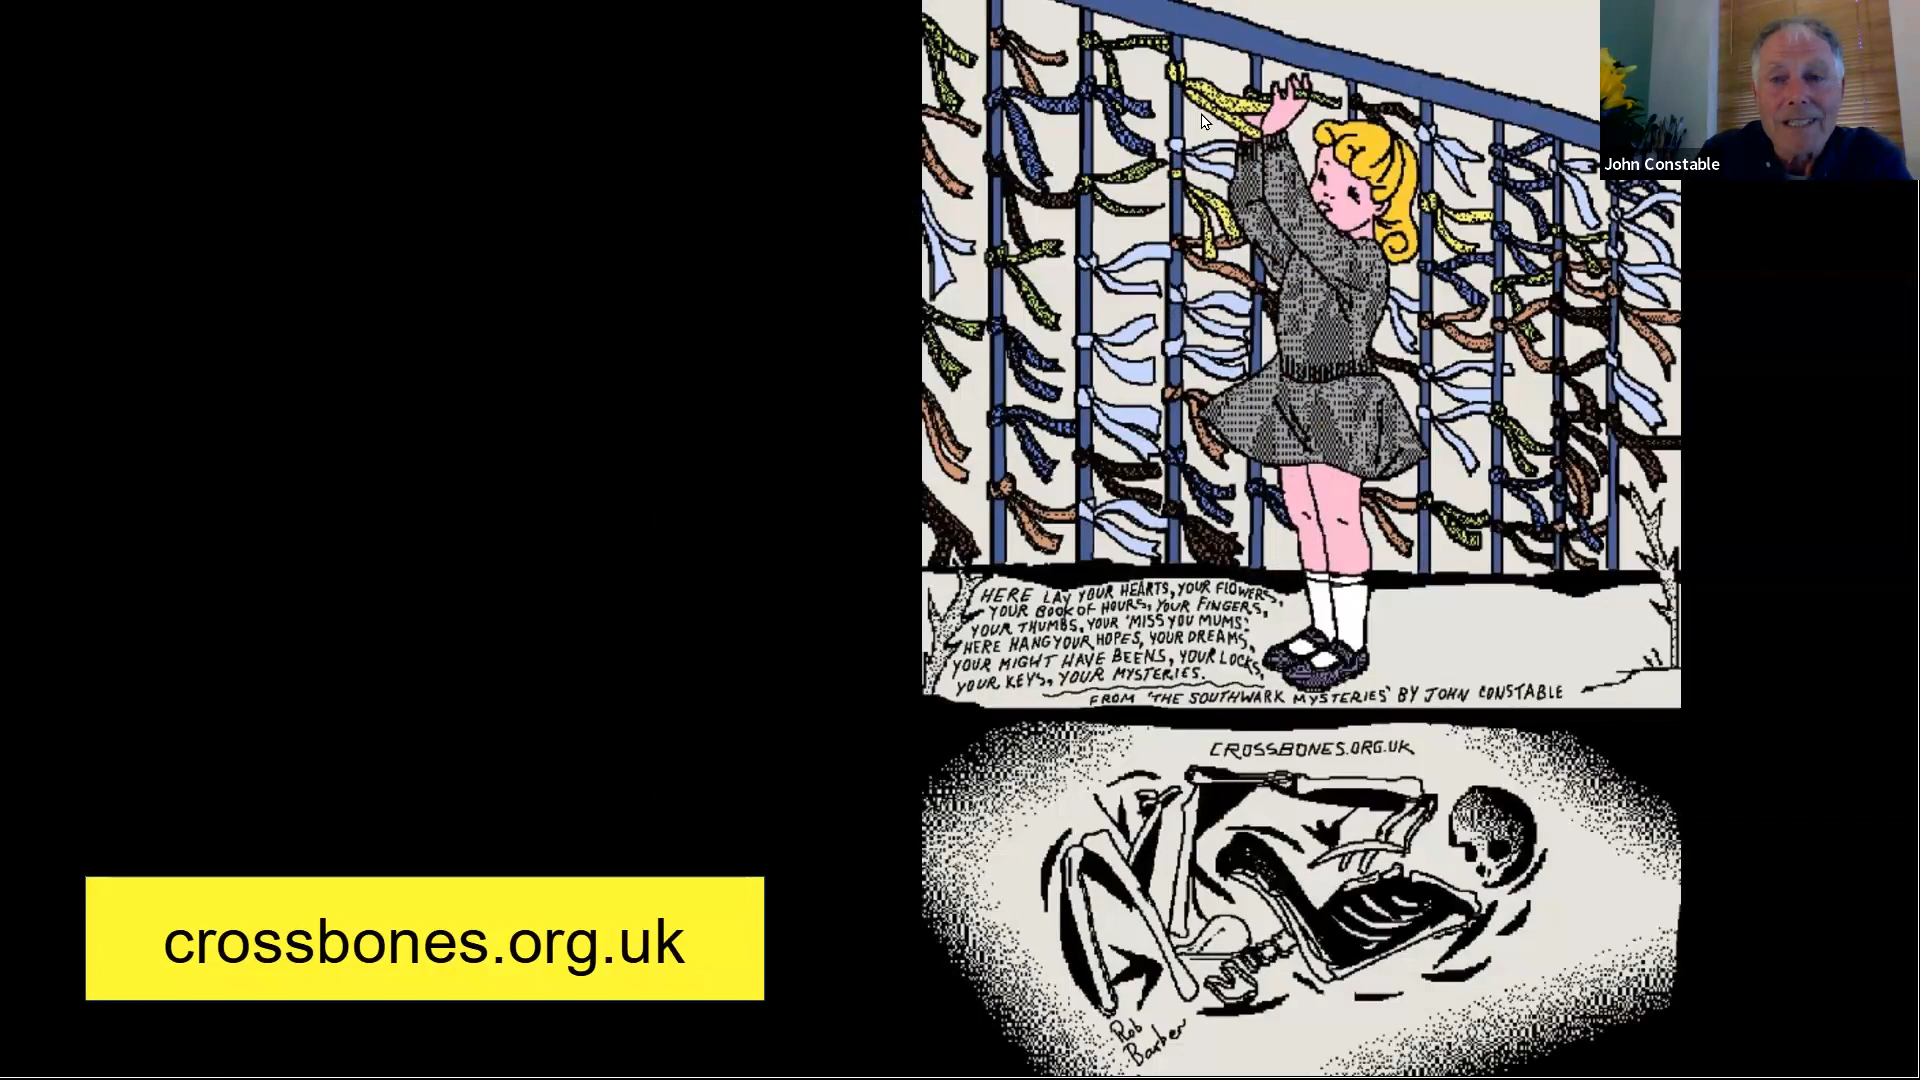 John Constable
HERE LAY YOUR HEARTS, YOUR FLOWERS,
YOUR BOOK OF HOURS, YOUR FINGERS,
YOUR THUMBS, YOUR 'MISS YOU MUMS'.
HERE HANG YOUR HOPES, YOUR DREAMS,
YOUR MIGHT HAVE BEENS, YOUR LOCKS,
YOUR KEYS, YOUR MYSTERIES.
FROM 'THE SOUTHWARK MYSTERIES' BY JOHN CONSTABLE
CROSSBONES.ORG.UK
crossbones.org.uk
Rob
Barber